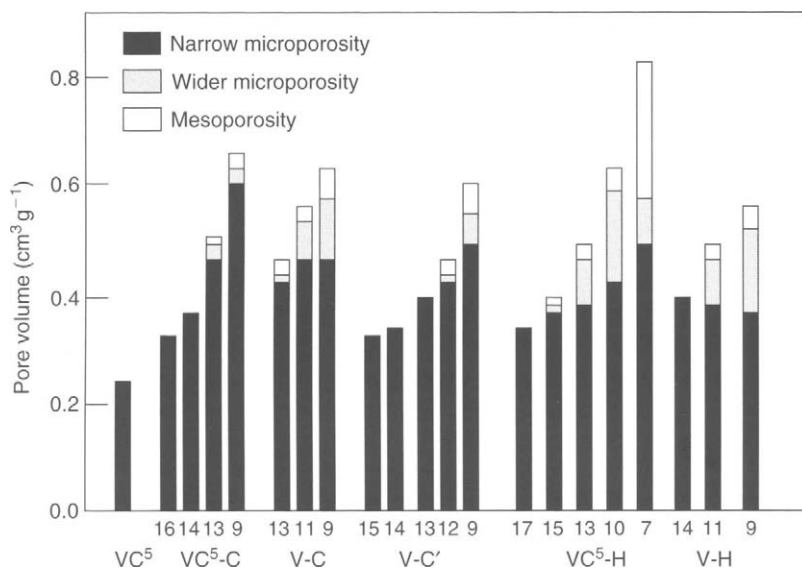 Narrow microporosity
Wider microporosity
Mesoporosity
Pore volume (cm³ g⁻¹)
0.8
0.6
0.4
0.2
0.0
16 14 13 9 13 11 9 15 14 13 12 9 17 15 13 10 7 14 11 9
VC⁵ VC⁵-C V-C V-C′ VC⁵-H V-H